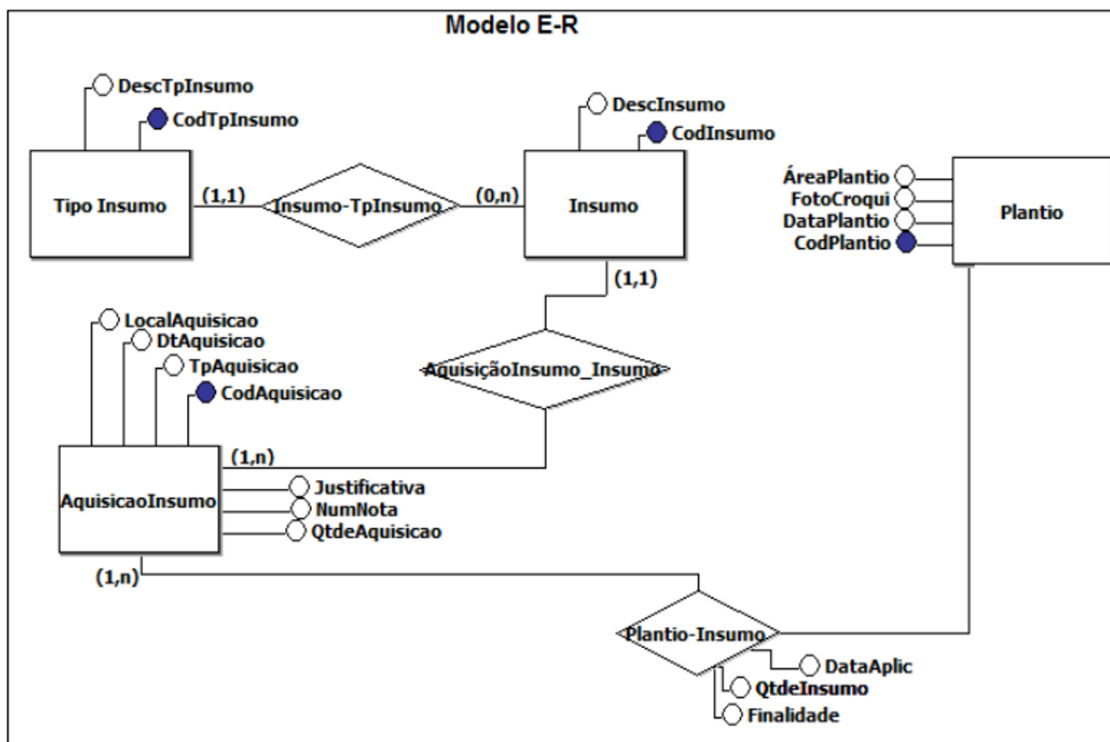 Modelo E-R
DescTpInsumo
CodTpInsumo
Tipo Insumo
(1,1)
Insumo-TpInsumo
(0,n)
DescInsumo
CodInsumo
Insumo
(1,1)
ÁreaPlantio
FotoCroqui
DataPlantio
CodPlantio
Plantio
AquisiçãoInsumo_Insumo
LocalAquisicao
DtAquisicao
TpAquisicao
CodAquisicao
(1,n)
AquisicaoInsumo
Justificativa
NumNota
QtdeAquisicao
(1,n)
Plantio-Insumo
DataAplic
QtdeInsumo
Finalidade